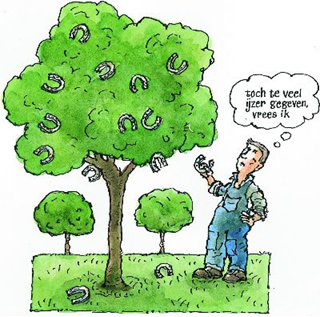 toch te veel
ijzer gegeven,
vrees ik